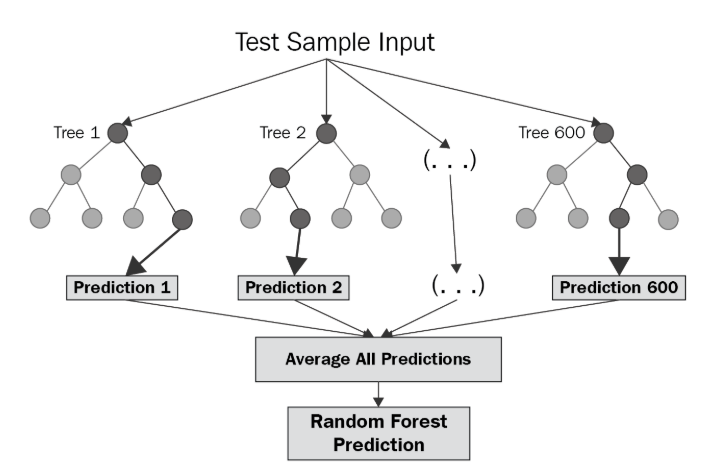 Test Sample Input
Tree 1
Tree 2
(. . .)
Tree 600
(. . .)
Prediction 1
Prediction 2
Prediction 600
Average All Predictions
Random Forest
Prediction